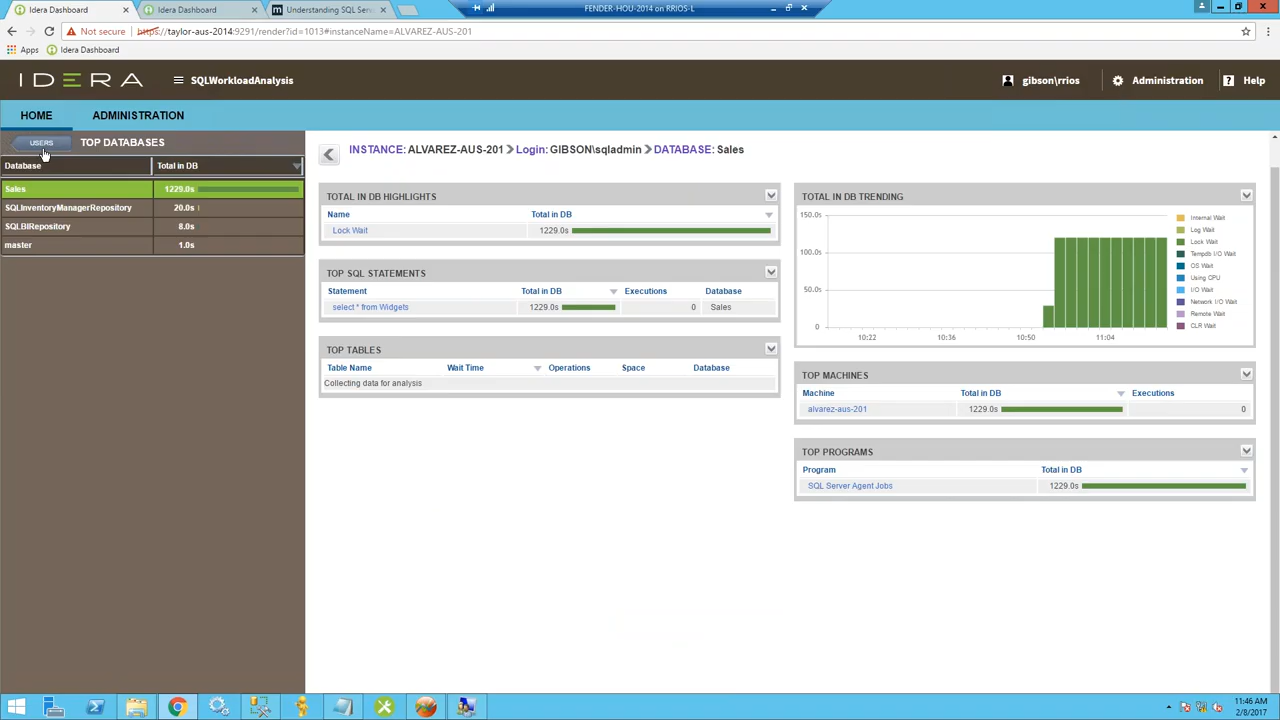 Idera Dashboard
Idera Dashboard
Understanding SQL Serv
FENDER-HOU-2014 on RRIOS-L
Not secure
https://taylor-aus-2014:9291/render?id=1013#instanceName=ALVAREZ-AUS-201
Apps
Idera Dashboard
IDERA
SQLWorkloadAnalysis
gibson\rrios
Administration
Help
HOME
ADMINISTRATION
USERS
TOP DATABASES
Database
Total in DB
Sales
1229.0s
SQLInventoryManagerRepository
20.0s
SQLBIRepository
8.0s
master
1.0s
INSTANCE: ALVAREZ-AUS-201 > Login: GIBSON\sqladmin > DATABASE: Sales
TOTAL IN DB HIGHLIGHTS
Name
Total in DB
Lock Wait
1229.0s
TOP SQL STATEMENTS
Statement
Total in DB
Executions
Database
select * from Widgets
1229.0s
0
Sales
TOP TABLES
Table Name
Wait Time
Operations
Space
Database
Collecting data for analysis
TOTAL IN DB TRENDING
150.0s
100.0s
50.0s
0
10:22
10:36
10:50
11:04
Internal Wait
Log Wait
Lock Wait
Tempdb I/O Wait
OS Wait
Using CPU
I/O Wait
Network I/O Wait
Remote Wait
CLR Wait
TOP MACHINES
Machine
Total in DB
Executions
alvarez-aus-201
1229.0s
0
TOP PROGRAMS
Program
Total in DB
SQL Server Agent Jobs
1229.0s
11:46 AM
2/8/2017